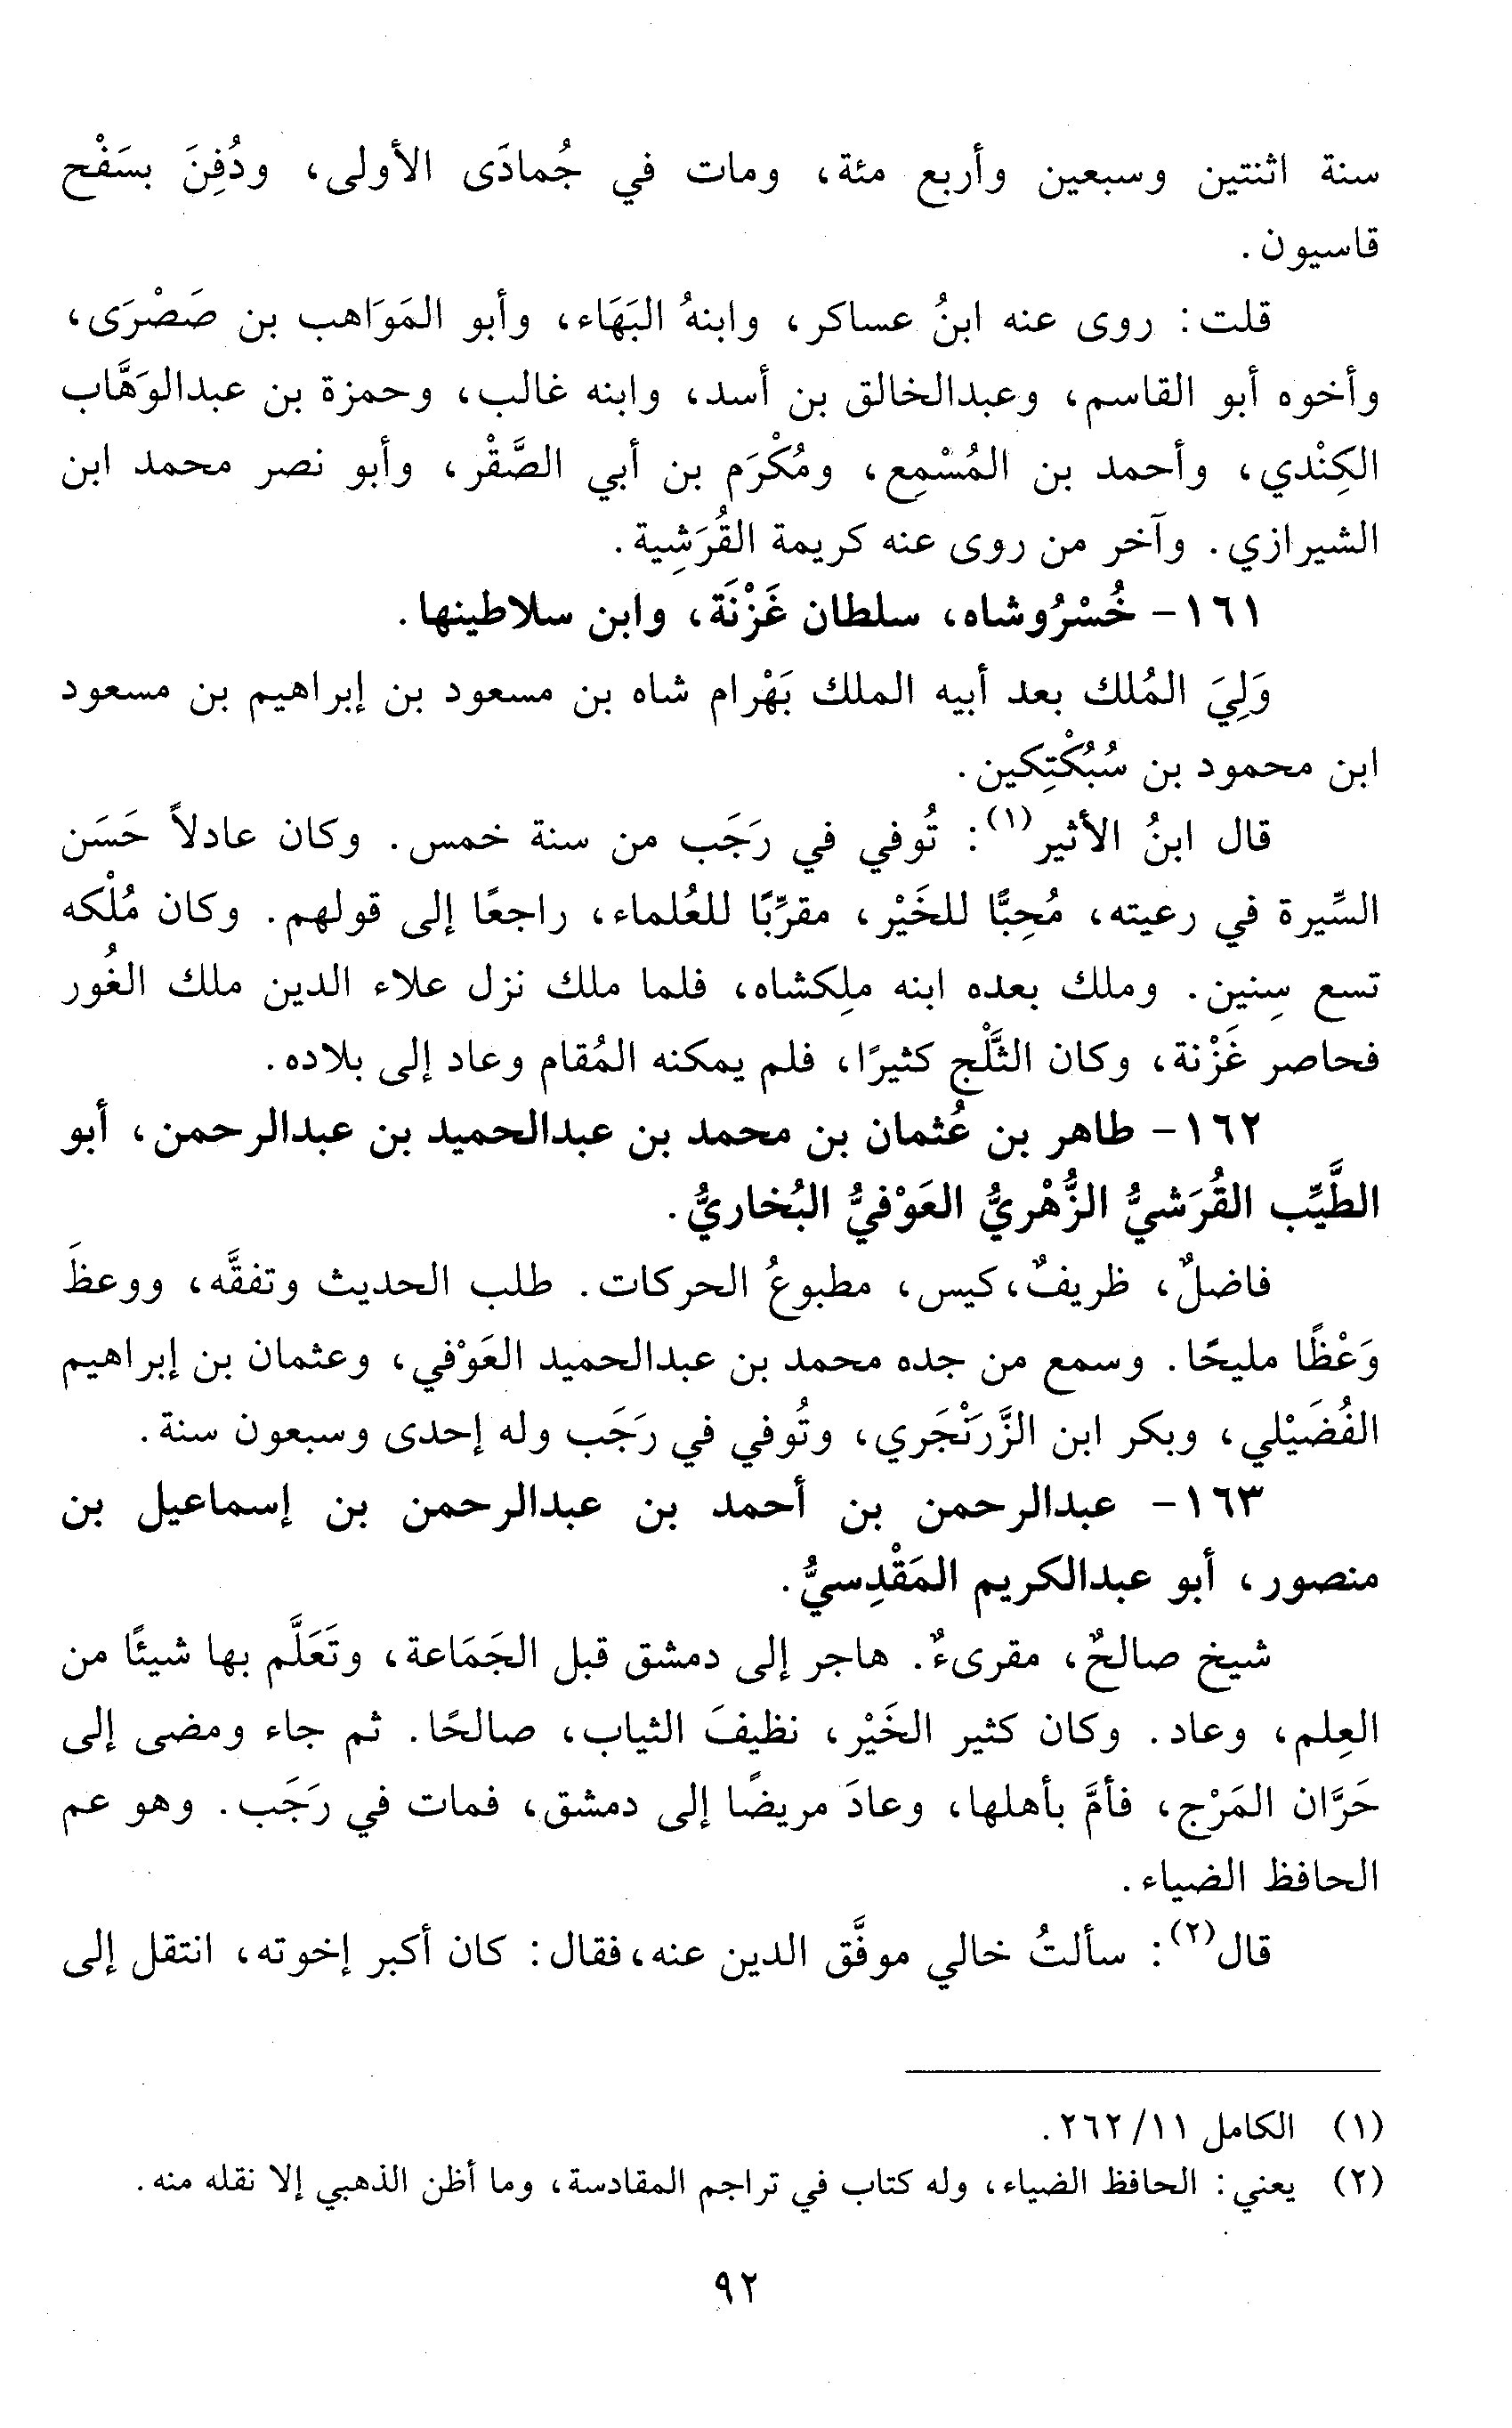 سنة اثنتين وسبعين وأربع مئة، ومات في جُمادَى الأولى، ودُفِنَ بسَفْح
قاسيون.
قلت: روى عنه ابنُ عساكر، وابنهُ البَهَاء، وأبو المَوَاهب بن صَصْرَى،
وأخوه أبو القاسم، وعبدالخالق بن أسد، وابنه غالب، وحمزة بن عبدالوَهَّاب
الكِنْدي، وأحمد بن المُسْمِع، ومُكْرَم بن أبي الصَّقْر، وأبو نصر محمد ابن
الشيرازي. وآخر من روى عنه كريمة القُرَشِية.
١٦١- خُسْرُوشاه، سلطان غَزْنَة، وابن سلاطينها.
وَلِيَ المُلك بعد أبيه الملك بَهْرام شاه بن مسعود بن إبراهيم بن مسعود
ابن محمود بن سُبُكْتِكين.
قال ابنُ الأثير(١): تُوفي في رَجَب من سنة خمس. وكان عادلاً حَسَن
السِّيرة في رعيته، مُحِبًّا للخَيْر، مقرِّبًا للعُلماء، راجعًا إلى قولهم. وكان مُلْكه
تسع سِنين. وملك بعده ابنه ملِكشاه، فلما ملك نزل علاء الدين ملك الغُور
فحاصر غَزْنة، وكان الثَّلْج كثيرًا، فلم يمكنه المُقام وعاد إلى بلاده.
١٦٢- طاهر بن عُثمان بن محمد بن عبدالحميد بن عبدالرحمن، أبو
الطَّيِّب القُرَشيُّ الزُّهْريُّ العَوْفيُّ البُخاريُّ.
فاضلٌ، ظريفٌ، كيس، مطبوعُ الحركات. طلب الحديث وتفقَّه، ووعظَ
وَعْظًا مليحًا. وسمع من جده محمد بن عبدالحميد العَوْفي، وعثمان بن إبراهيم
الفُضَيْلي، وبكر ابن الزَّرَنْجَري، وتُوفي في رَجَب وله إحدى وسبعون سنة.
١٦٣- عبدالرحمن بن أحمد بن عبدالرحمن بن إسماعيل بن
منصور، أبو عبدالكريم المَقْدِسيُّ.
شيخ صالحٌ، مقرىءٌ. هاجر إلى دمشق قبل الجَمَاعة، وتَعَلَّم بها شيئًا من
العِلم، وعاد. وكان كثير الخَيْر، نظيفَ الثياب، صالحًا. ثم جاء ومضى إلى
حَرَّان المَرْج، فأمَّ بأهلها، وعادَ مريضًا إلى دمشق، فمات في رَجَب. وهو عم
الحافظ الضياء.
قال(٢): سألتُ خالي موفَّق الدين عنه، فقال: كان أكبر إخوته، انتقل إلى
(١) الكامل ١١/ ٢٦٢.
(٢) يعني: الحافظ الضياء، وله كتاب في تراجم المقادسة، وما أظن الذهبي إلا نقله منه.
٩٢